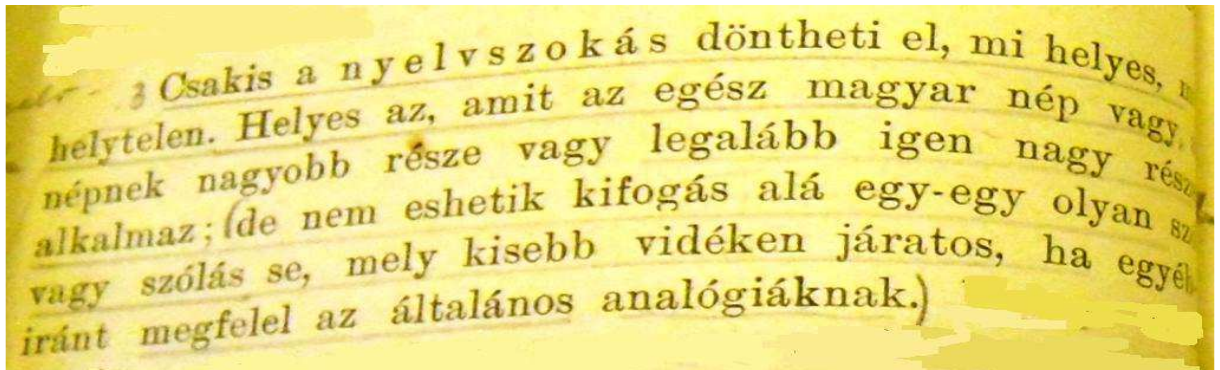 3 Csakis a nyelvszokás döntheti el, mi helyes,
helytelen. Helyes az, amit az egész magyar nép vagy,
népnek nagyobb része vagy legalább igen nagy
alkalmaz; (de nem eshetik kifogás alá egy-egy olyan
vagy szólás se, mely kisebb vidéken járatos, ha
iránt megfelel az általános analógiáknak.)